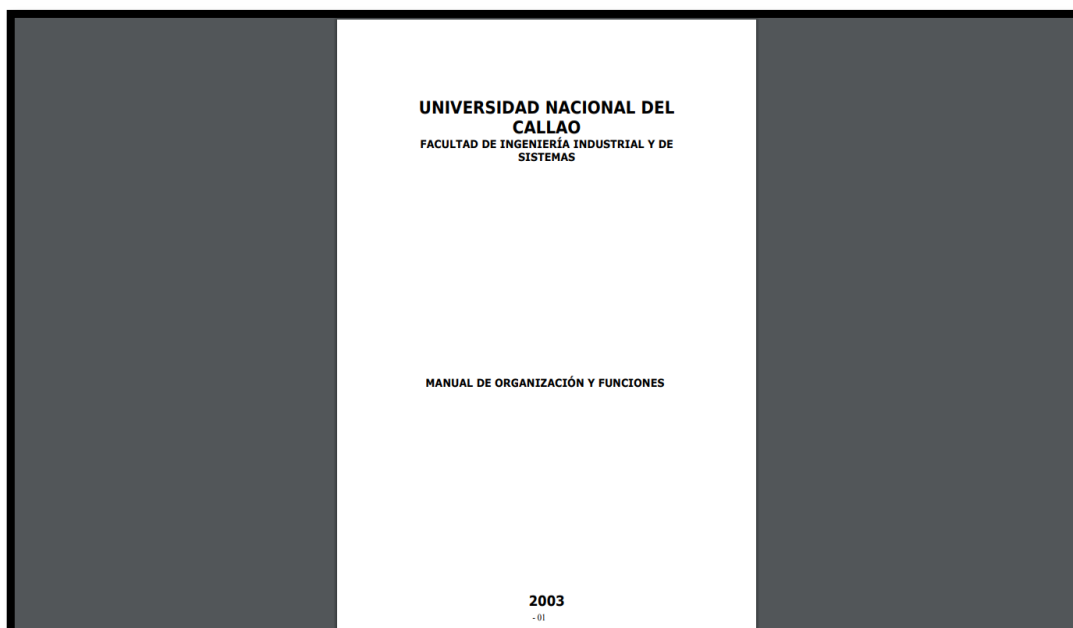 UNIVERSIDAD NACIONAL DEL
CALLAO
FACULTAD DE INGENIERÍA INDUSTRIAL Y DE
SISTEMAS
MANUAL DE ORGANIZACIÓN Y FUNCIONES
2003
- 01